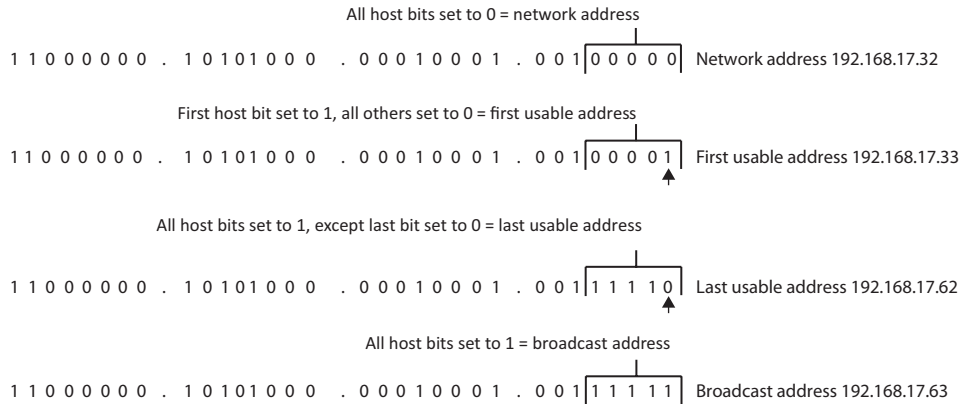 All host bits set to 0 = network address
1 1 0 0 0 0 0 0 . 1 0 1 0 1 0 0 0 . 0 0 0 1 0 0 0 1 . 0 0 1 0 0 0 0 0 Network address 192.168.17.32
First host bit set to 1, all others set to 0 = first usable address
1 1 0 0 0 0 0 0 . 1 0 1 0 1 0 0 0 . 0 0 0 1 0 0 0 1 . 0 0 1 0 0 0 0 1 First usable address 192.168.17.33
All host bits set to 1, except last bit set to 0 = last usable address
1 1 0 0 0 0 0 0 . 1 0 1 0 1 0 0 0 . 0 0 0 1 0 0 0 1 . 0 0 1 1 1 1 1 0 Last usable address 192.168.17.62
All host bits set to 1 = broadcast address
1 1 0 0 0 0 0 0 . 1 0 1 0 1 0 0 0 . 0 0 0 1 0 0 0 1 . 0 0 1 1 1 1 1 1 Broadcast address 192.168.17.63